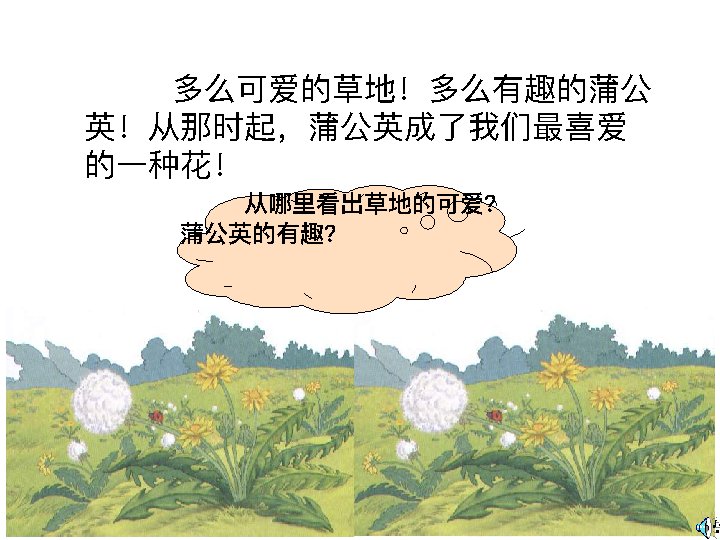 多么可爱的草地！多么有趣的蒲公
英！从那时起，蒲公英成了我们最喜爱
的一种花！
从哪里看出草地的可爱？
蒲公英的有趣？